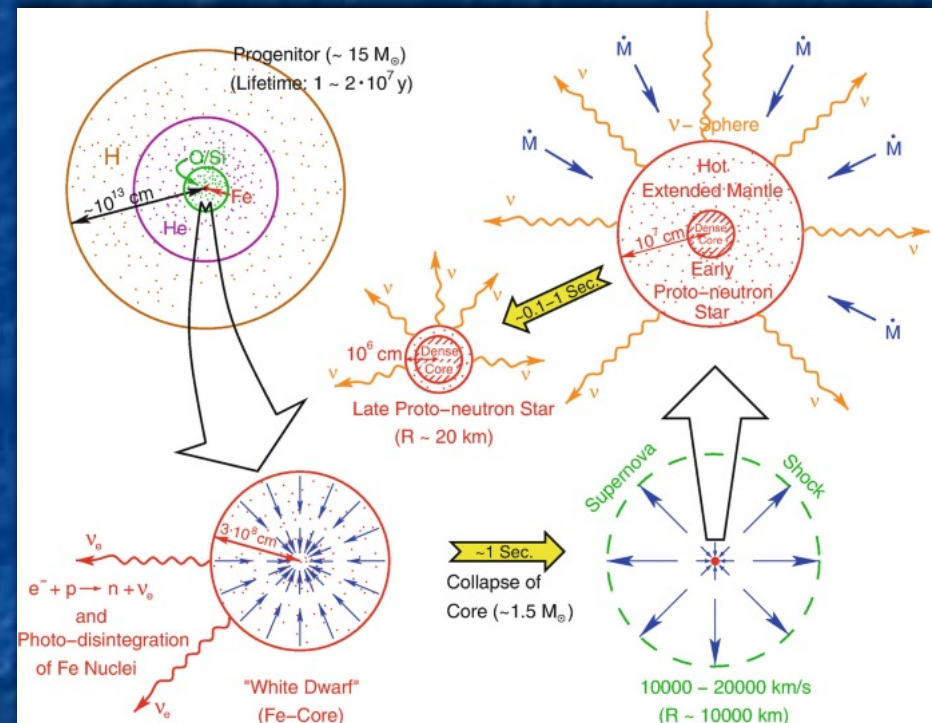 Progenitor (~ 15 M⊙)
(Lifetime: 1 ~ 2·10⁷ y)
H
O/Si
Fe
He
~10¹³ cm
Ṁ
Ṁ
Ṁ
Ṁ
Ṁ
ν
ν
ν
ν
ν
ν
ν
ν–Sphere
Hot
Extended Mantle
Dense
Core
10⁷ cm
Early
Proto–neutron
Star
~0.1–1 Sec.
ν
ν
ν
ν
ν
10⁶ cm
Dense
Core
Late Proto–neutron Star
(R ~ 20 km)
3·10⁸ cm
νₑ
e⁻ + p → n + νₑ
and
Photo–disintegration
of Fe Nuclei
νₑ
"White Dwarf"
(Fe–Core)
~1 Sec.
Collapse of
Core (~1.5 M⊙)
Supernova
Shock
10000 – 20000 km/s
(R ~ 10000 km)